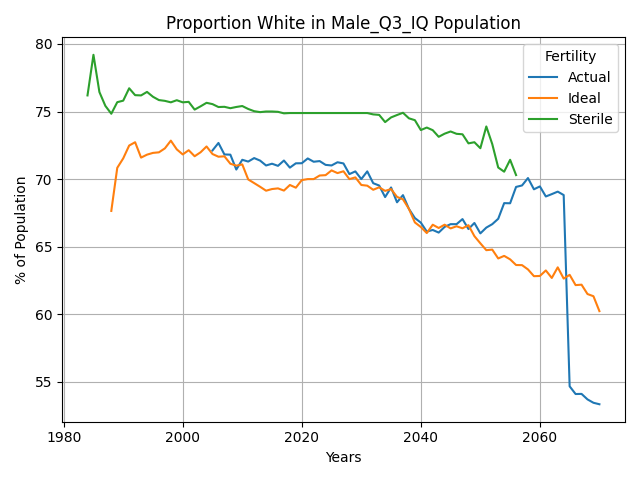 Proportion White in Male_Q3_IQ Population
80
75
70
65
60
55
% of Population
1980
2000
2020
2040
2060
Years
Fertility
Actual
Ideal
Sterile